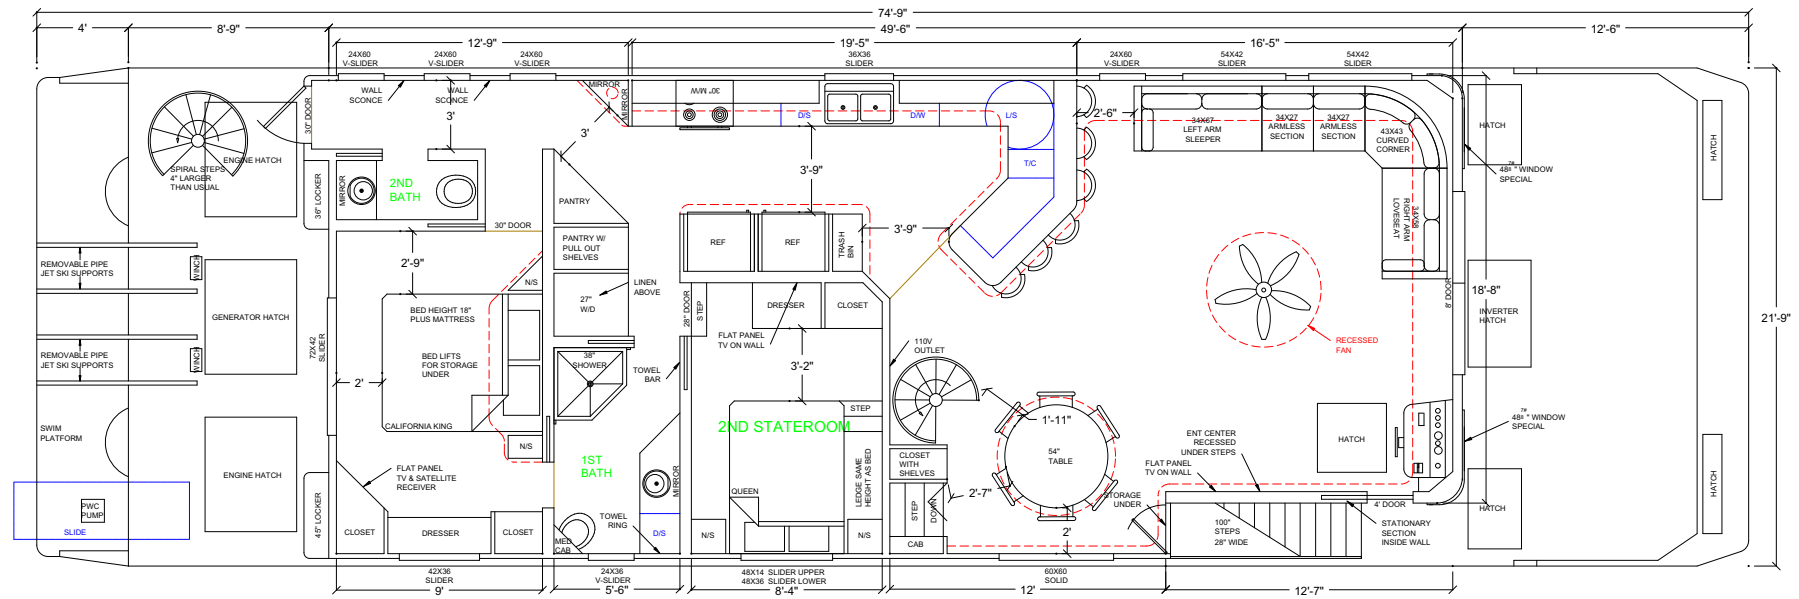 74'-9"
4'
8'-9"
49'-6"
12'-6"
12'-9"
19'-5"
16'-5"
24X60
V-SLIDER
24X60
V-SLIDER
24X60
V-SLIDER
36X36
SLIDER
24X60
V-SLIDER
54X42
SLIDER
54X42
SLIDER
WALL
SCONCE
WALL
SCONCE
MIRROR
MIRROR
30" M/W
D/S
D/W
L/S
T/C
2'-6"
34X67
LEFT ARM
SLEEPER
34X27
ARMLESS
SECTION
34X27
ARMLESS
SECTION
43X43
CURVED
CORNER
34X58
RIGHT ARM
LOVESEAT
HATCH
HATCH
48" WINDOW
SPECIAL
30" DOOR
3'
3'
3'-9"
ENGINE HATCH
SPIRAL STEPS
4" LARGER
THAN USUAL
36" LOCKER
MIRROR
2ND
BATH
PANTRY
30" DOOR
PANTRY W/
PULL OUT
SHELVES
REF
REF
TRASH
BIN
3'-9"
REMOVABLE PIPE
JET SKI SUPPORTS
WINCH
2'-9"
N/S
27"
W/D
LINEN
ABOVE
28" DOOR
STEP
DRESSER
CLOSET
8' DOOR
18'-8"
21'-9"
GENERATOR HATCH
BED HEIGHT 18"
PLUS MATTRESS
INVERTER
HATCH
72X42
SLIDER
FLAT PANEL
TV ON WALL
110V
OUTLET
RECESSED
FAN
REMOVABLE PIPE
JET SKI SUPPORTS
WINCH
BED LIFTS
FOR STORAGE
UNDER
38"
SHOWER
TOWEL
BAR
3'-2"
2'
STEP
SWIM
PLATFORM
CALIFORNIA KING
2ND STATEROOM
1'-11"
48" WINDOW
SPECIAL
HATCH
N/S
ENT CENTER
RECESSED
UNDER STEPS
FLAT PANEL
TV ON WALL
54"
TABLE
1ST
BATH
CLOSET
WITH
SHELVES
LEDGE SAME
HEIGHT AS BED
ENGINE HATCH
FLAT PANEL
TV & SATELLITE
RECEIVER
MIRROR
QUEEN
2'-7"
STORAGE
UNDER
4' DOOR
HATCH
HATCH
PWC
PUMP
SLIDE
45" LOCKER
CLOSET
DRESSER
CLOSET
MED
CAB
TOWEL
RING
D/S
N/S
N/S
STEP
DOWN
CAB
2'
100"
STEPS
28" WIDE
STATIONARY
SECTION
INSIDE WALL
42X36
SLIDER
24X36
V-SLIDER
48X14 SLIDER UPPER
48X36 SLIDER LOWER
60X60
SOLID
9'
5'-6"
8'-4"
12'
12'-7"